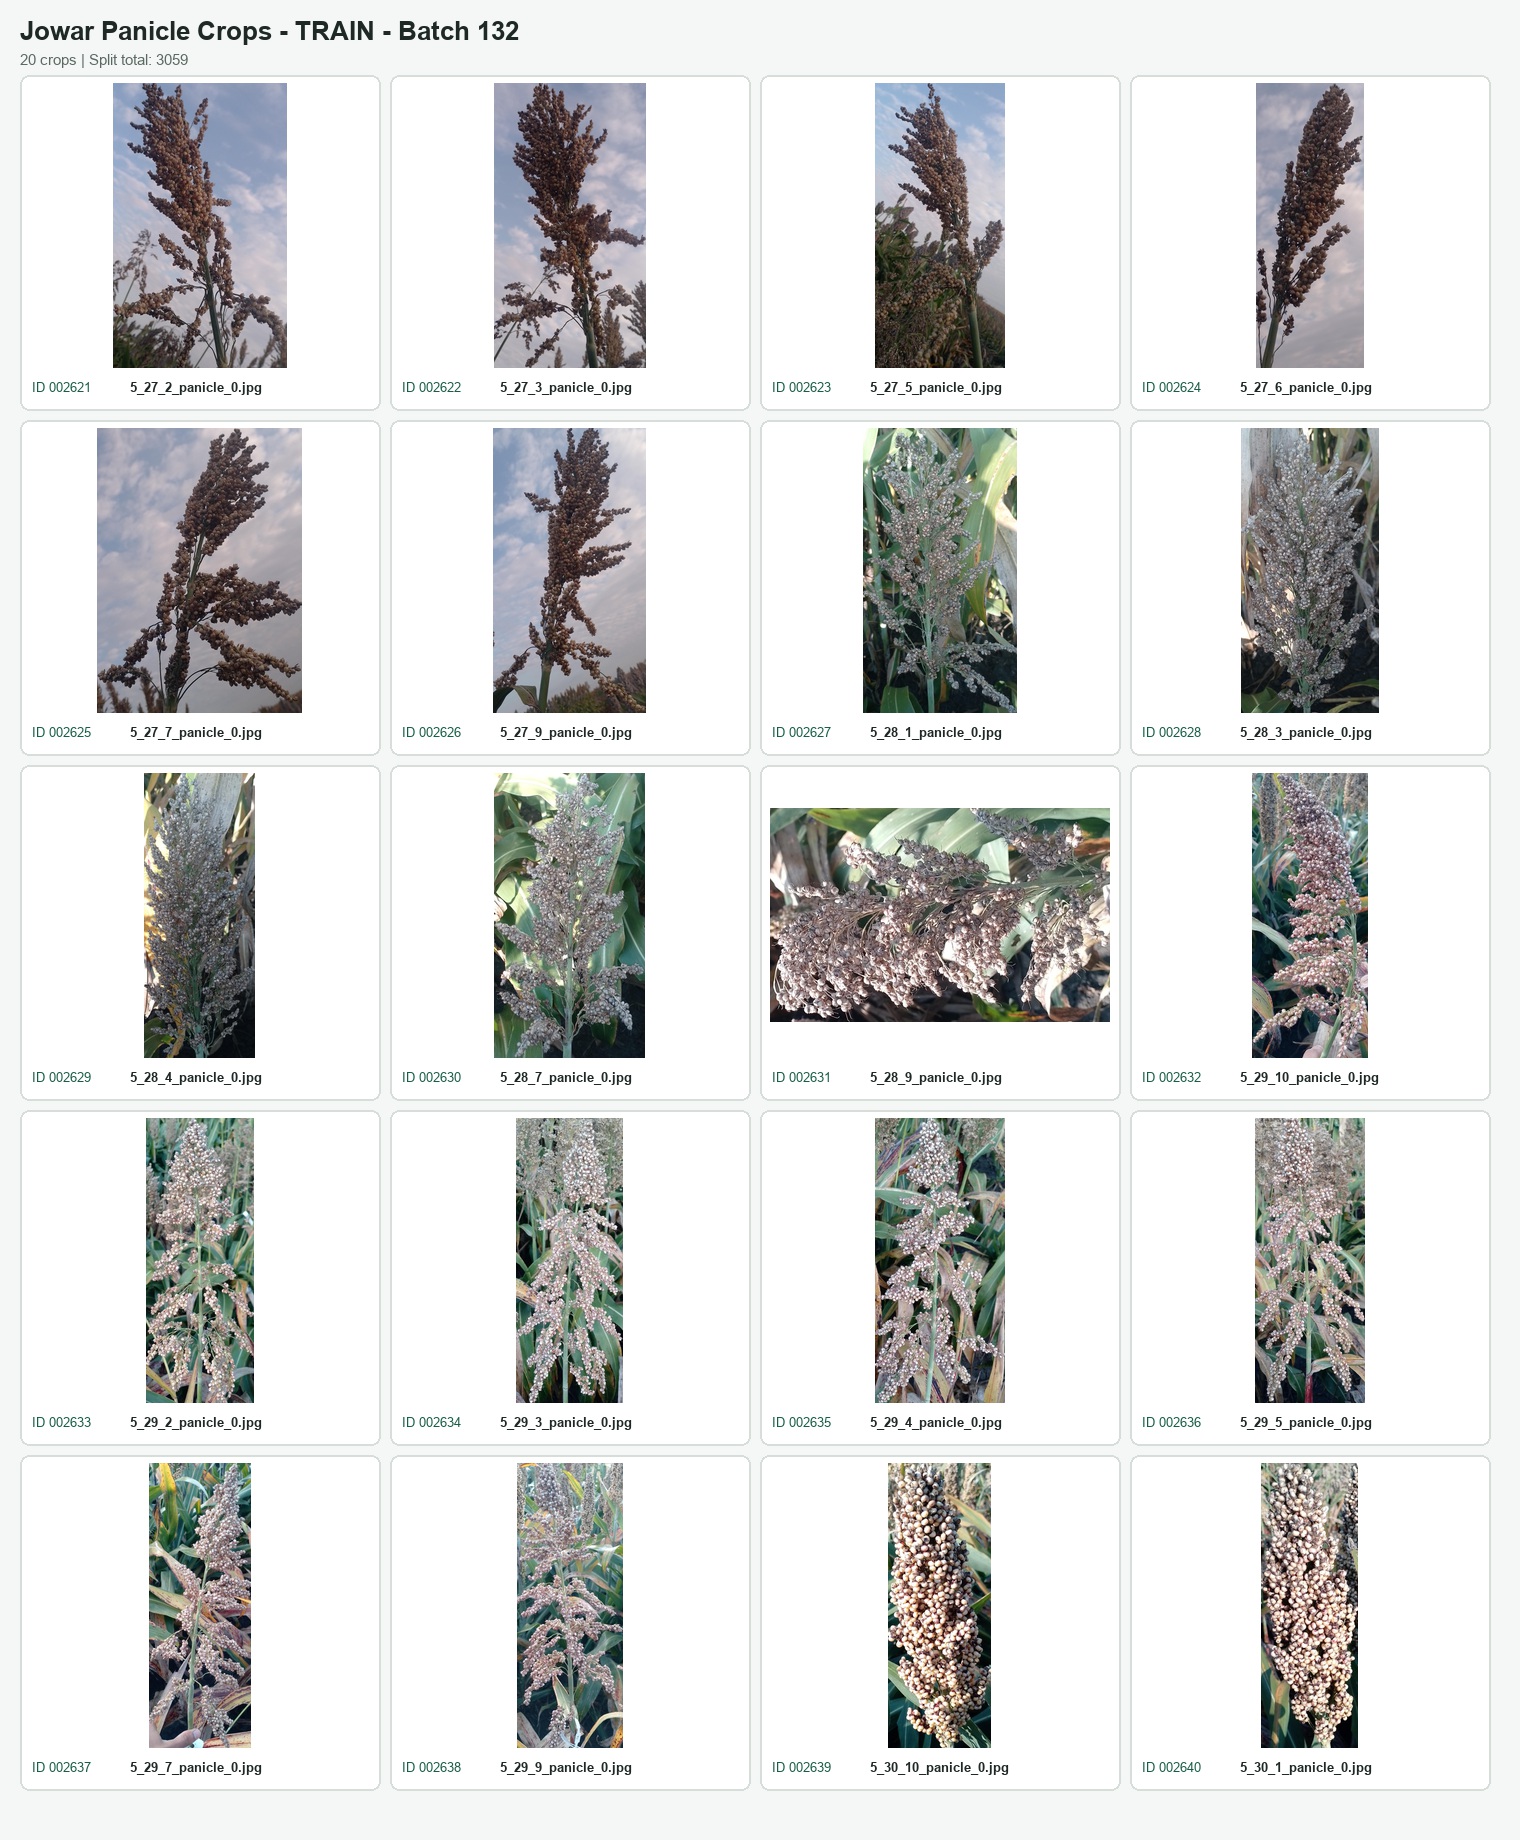 Jowar Panicle Crops - TRAIN - Batch 132
20 crops | Split total: 3059
ID 002621 5_27_2_panicle_0.jpg
ID 002622 5_27_3_panicle_0.jpg
ID 002623 5_27_5_panicle_0.jpg
ID 002624 5_27_6_panicle_0.jpg
ID 002625 5_27_7_panicle_0.jpg
ID 002626 5_27_9_panicle_0.jpg
ID 002627 5_28_1_panicle_0.jpg
ID 002628 5_28_3_panicle_0.jpg
ID 002629 5_28_4_panicle_0.jpg
ID 002630 5_28_7_panicle_0.jpg
ID 002631 5_28_9_panicle_0.jpg
ID 002632 5_29_10_panicle_0.jpg
ID 002633 5_29_2_panicle_0.jpg
ID 002634 5_29_3_panicle_0.jpg
ID 002635 5_29_4_panicle_0.jpg
ID 002636 5_29_5_panicle_0.jpg
ID 002637 5_29_7_panicle_0.jpg
ID 002638 5_29_9_panicle_0.jpg
ID 002639 5_30_10_panicle_0.jpg
ID 002640 5_30_1_panicle_0.jpg